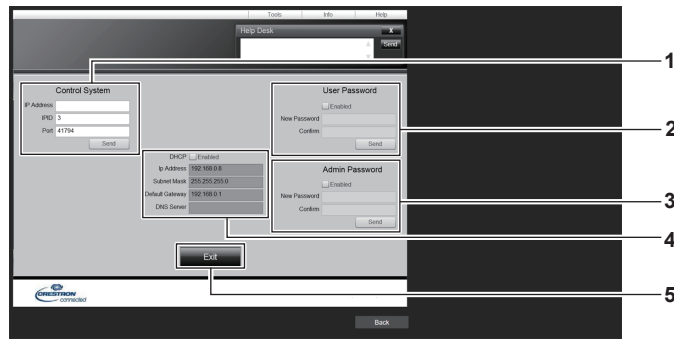 Tools Info Help
Help Desk X
Send
Control System
IP Address
IPID 3
Port 41794
Send
User Password
Enabled
New Password
Confirm
Send
DHCP Enabled
Ip Address 192.168.0.8
Subnet Mask 255.255.255.0
Default Gateway 192.168.0.1
DNS Server
Admin Password
Enabled
New Password
Confirm
Send
Exit
CRESTRON
connected
Back
1
2
3
4
5